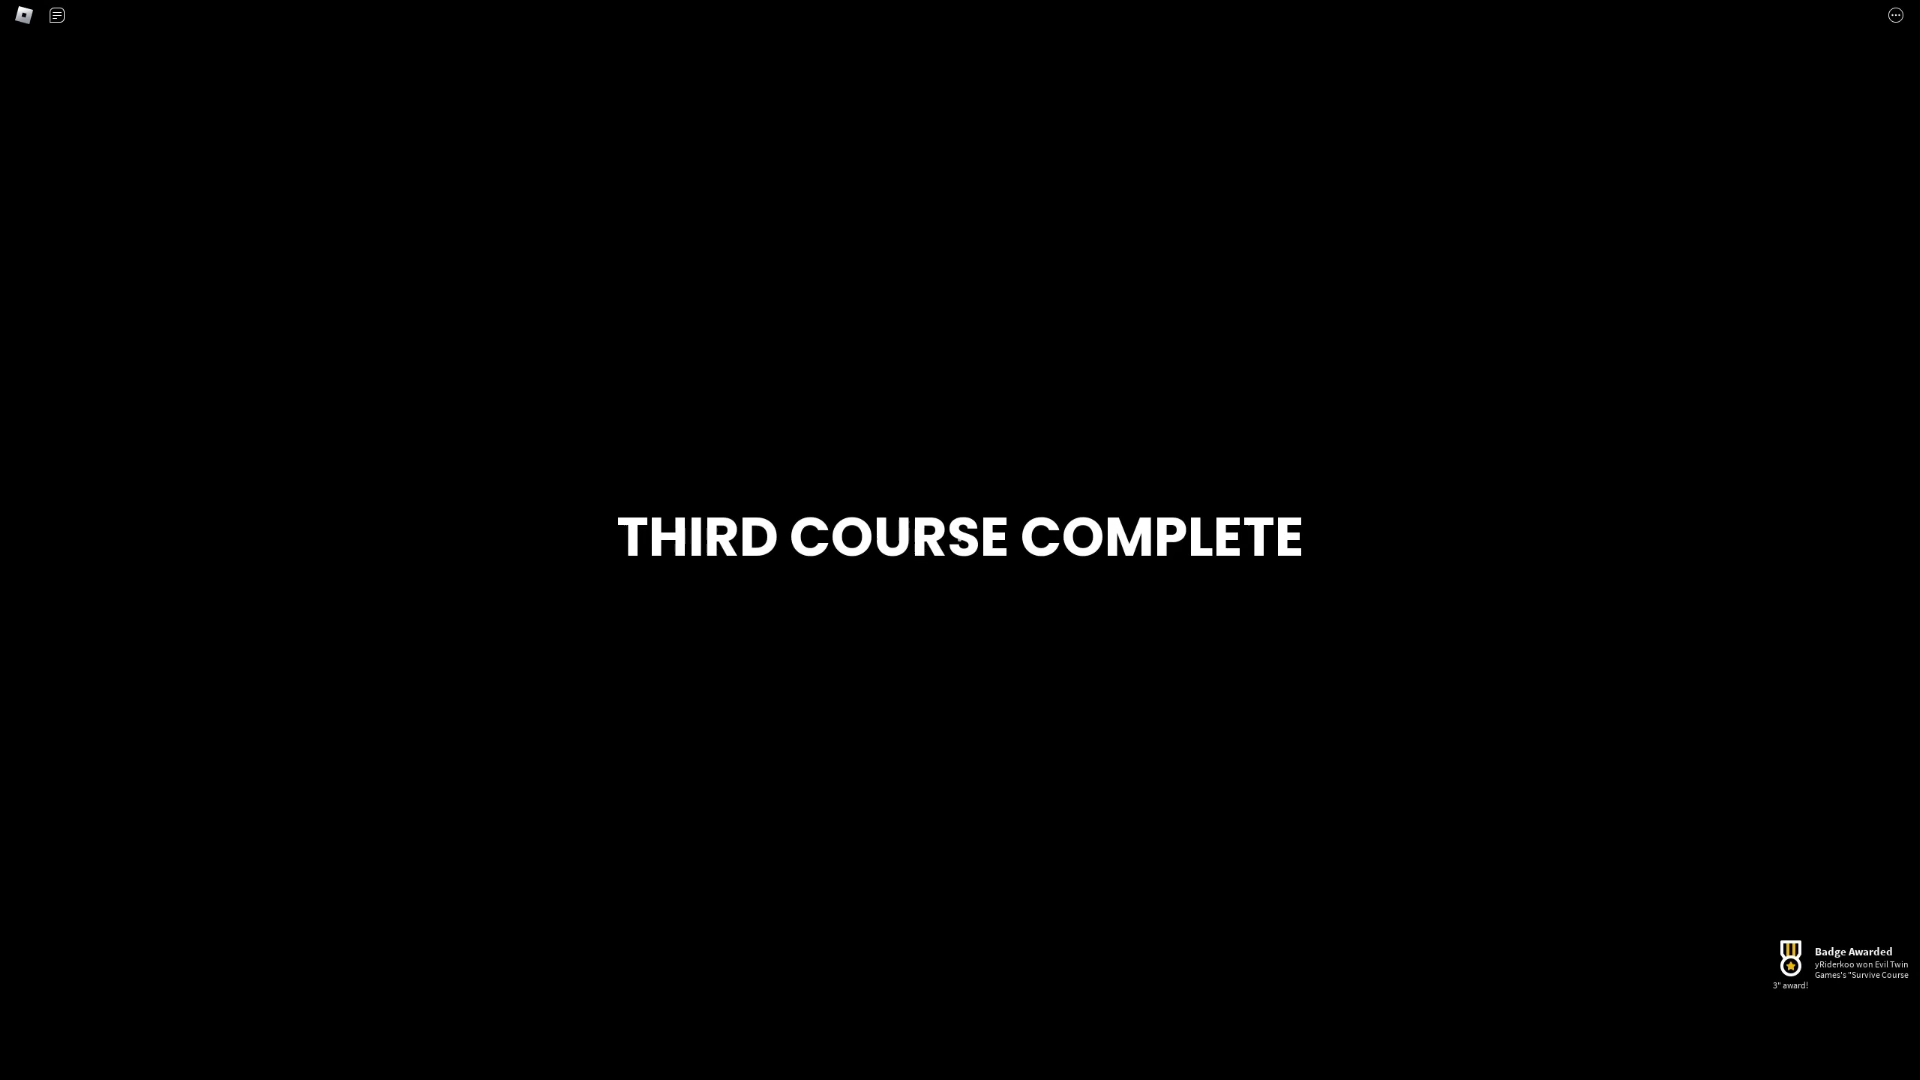 THIRD COURSE COMPLETE
Badge Awarded
yRiderkoo won Evil Twin
Games's "Survive Course
3" award!